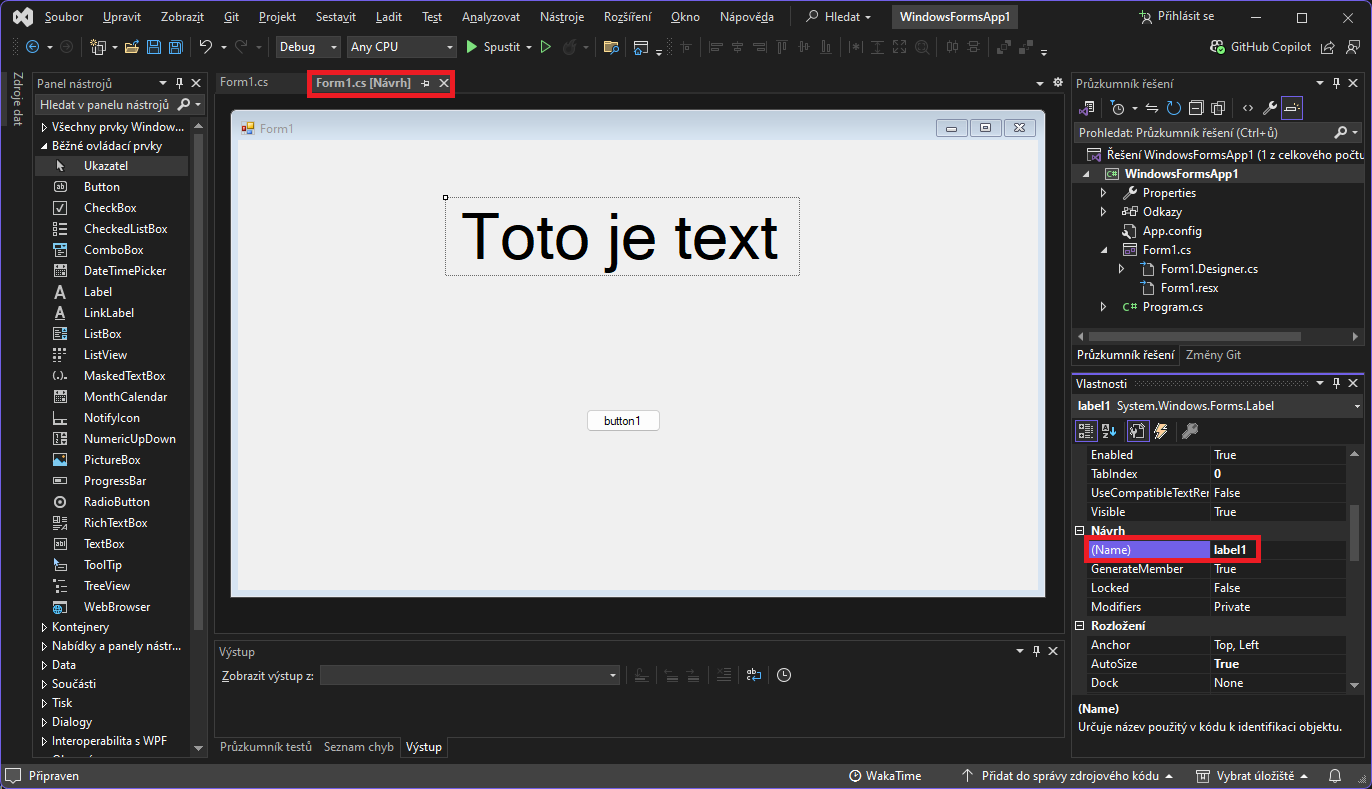 Soubor Upravit Zobrazit Git Projekt Sestavit Ladit Test Analyzovat Nástroje Rozšíření Okno Nápověda Hledat WindowsFormsApp1 Přihlásit se
Debug Any CPU Spustit GitHub Copilot
Zdroje dat
Panel nástrojů
Hledat v panelu nástrojů
Všechny prvky Window...
Běžné ovládací prvky
Ukazatel
Button
CheckBox
CheckedListBox
ComboBox
DateTimePicker
Label
LinkLabel
ListBox
ListView
MaskedTextBox
MonthCalendar
NotifyIcon
NumericUpDown
PictureBox
ProgressBar
RadioButton
RichTextBox
TextBox
ToolTip
TreeView
WebBrowser
Kontejnery
Nabídky a panely nástr...
Data
Součásti
Tisk
Dialogy
Interoperabilita s WPF
Form1.cs Form1.cs [Návrh]
Form1
Toto je text
button1
Výstup
Zobrazit výstup z:
Průzkumník testů Seznam chyb Výstup
Průzkumník řešení
Prohledat: Průzkumník řešení (Ctrl+ů)
Řešení WindowsFormsApp1 (1 z celkového počtu
WindowsFormsApp1
Properties
Odkazy
App.config
Form1.cs
Form1.Designer.cs
Form1.resx
C# Program.cs
Průzkumník řešení Změny Git
Vlastnosti
label1 System.Windows.Forms.Label
Enabled True
TabIndex 0
UseCompatibleTextRer False
Visible True
Návrh
(Name) label1
GenerateMember True
Locked False
Modifiers Private
Rozložení
Anchor Top, Left
AutoSize True
Dock None
(Name)
Určuje název použitý v kódu k identifikaci objektu.
Připraven WakaTime Přidat do správy zdrojového kódu Vybrat úložiště